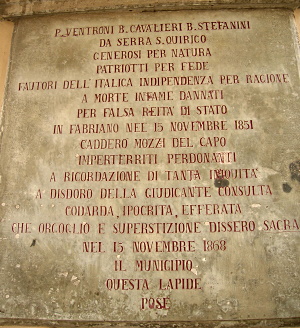 P. VENTRONI B. CAVALIERI B. STEFANINI
DA SERRA S. QUIRICO
GENEROSI PER NATURA
PATRIOTTI PER FEDE
FAUTORI DELL'ITALICA INDIPENDENZA PER RAGIONE
A MORTE INFAME DANNATI
PER FALSA REITÀ DI STATO
IN FABRIANO NEL 15 NOVEMBRE 1851
CADDERO MOZZI DEL CAPO
IMPERTERRITI PERDONANTI
A RICORDAZIONE DI TANTA INIQUITÀ
A DISDORO DELLA GIUDICANTE CONSULTA
CODARDA, IPOCRITA, EFFERATA
CHE ORGOGLIO E SUPERSTIZIONE DISSERO SACRA
NEL 15 NOVEMBRE 1868
IL MUNICIPIO
QUESTA LAPIDE
POSE